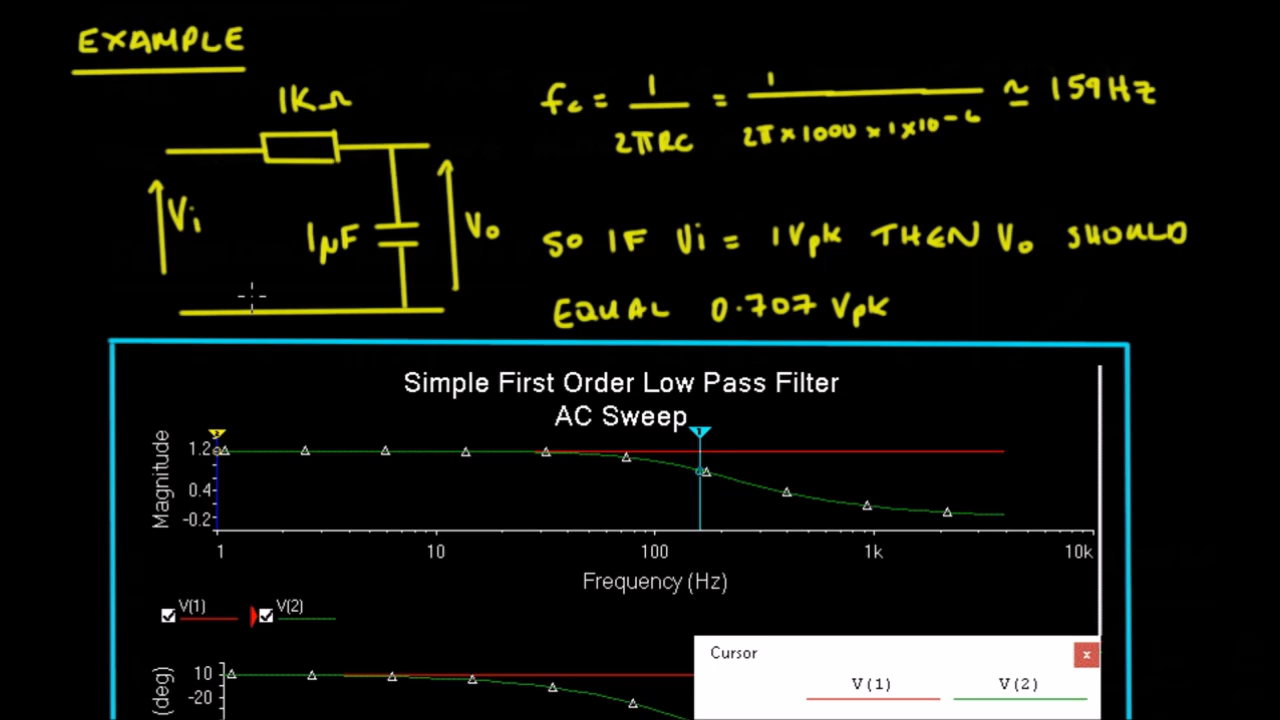 EXAMPLE
1KΩ
fc = 1 / 2πRC = 1 / 2π×1000×1×10-6 ≃ 159Hz
Vi
1μF
Vo
SO IF Vi = 1Vpk THEN Vo SHOULD
EQUAL 0.707 Vpk
Simple First Order Low Pass Filter
AC Sweep
Magnitude
1.2
0.4
-0.2
1
1 10 100 1k 10k
Frequency (Hz)
V(1) V(2)
(deg)
10
-20
Cursor x
V(1) V(2)